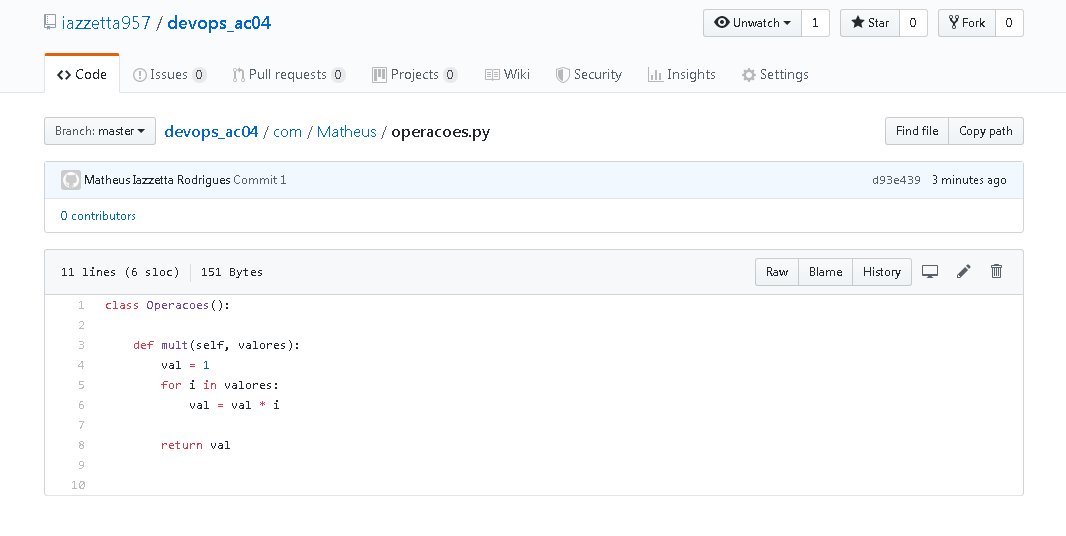 iazzetta957 / devops_ac04 Unwatch 1 Star 0 Fork 0
<> Code Issues 0 Pull requests 0 Projects 0 Wiki Security Insights Settings
Branch: master devops_ac04 / com / Matheus / operacoes.py Find file Copy path
Matheus Iazzetta Rodrigues Commit 1 d93e439 3 minutes ago
0 contributors
11 lines (6 sloc) 151 Bytes Raw Blame History
1 class Operacoes():
2
3     def mult(self, valores):
4         val = 1
5         for i in valores:
6             val = val * i
7
8         return val
9
10